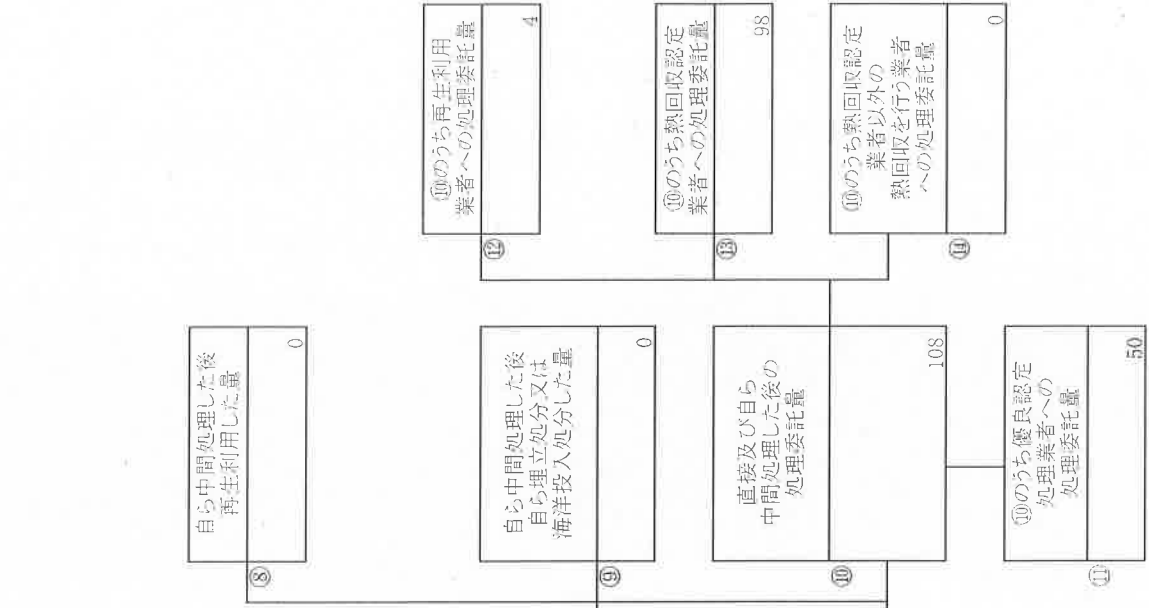 ⑧
自ら中間処理した後
再生利用した量
0
⑨
自ら中間処理した後
自ら埋立処分又は
海洋投入処分した量
0
⑩
直接及び自ら
中間処理した後の
処理委託量
108
⑪
⑩のうち優良認定
処理業者への
処理委託量
50
⑫
⑩のうち再生利用
業者への処理委託量
4
⑬
⑩のうち熱回収認定
業者への処理委託量
98
⑭
⑩のうち熱回収認定
業者以外の
熱回収を行う業者
への処理委託量
0